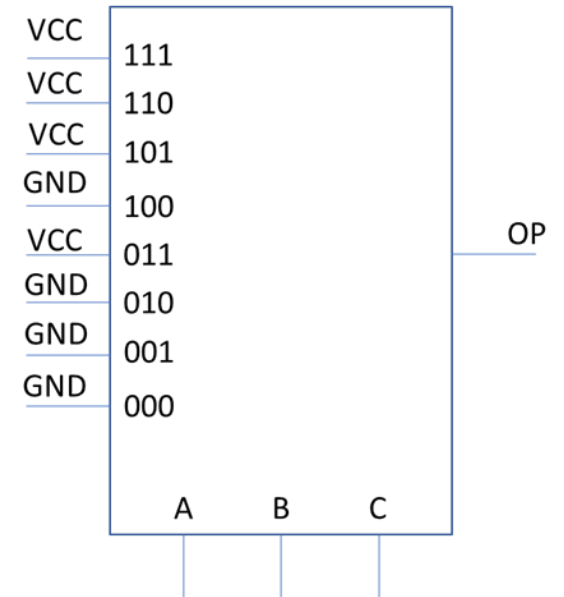 VCC
111
VCC
110
VCC
101
GND
100
OP
VCC
011
GND
010
GND
001
GND
000
A B C